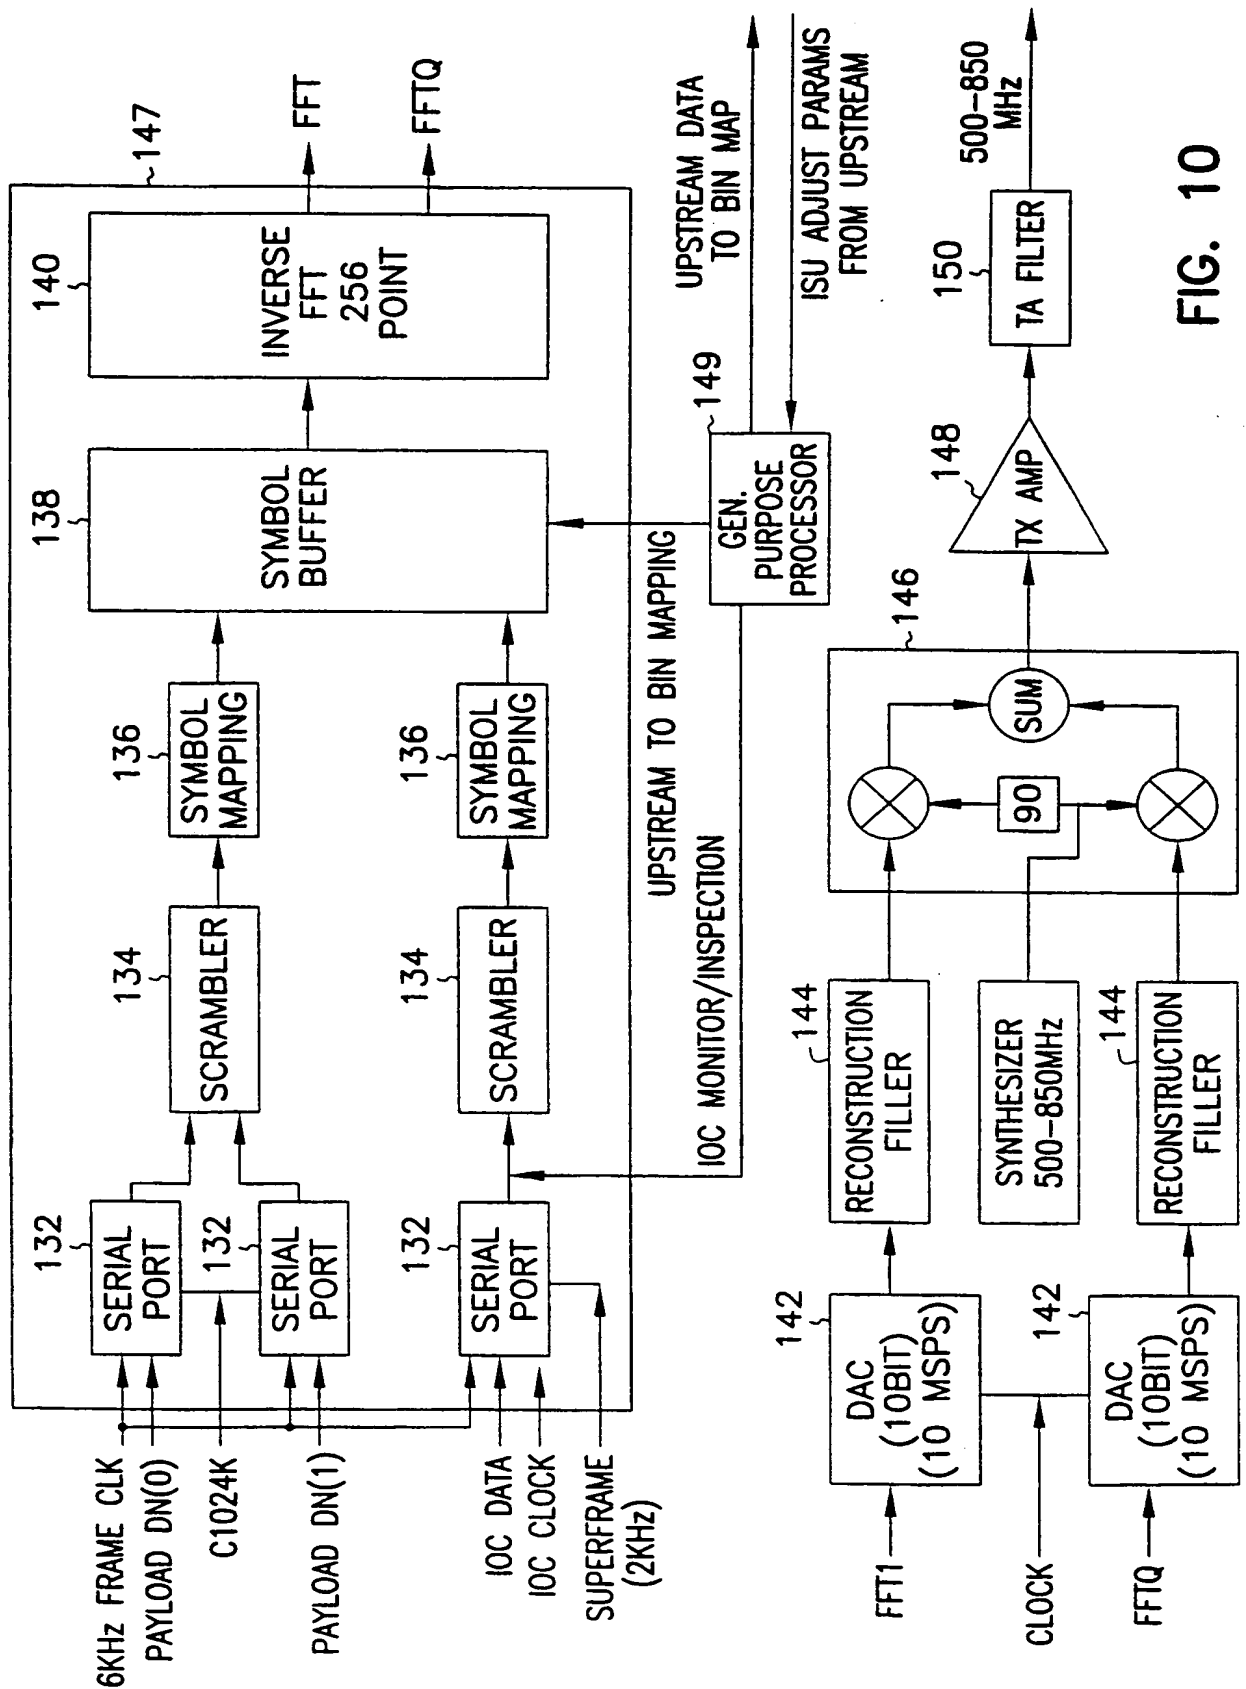 6KHz FRAME CLK
PAYLOAD DN(0)
C1024K
PAYLOAD DN(1)
IOC DATA
IOC CLOCK
SUPERFRAME
(2KHz)
132
SERIAL
PORT
132
SERIAL
PORT
132
SERIAL
PORT
134
SCRAMBLER
134
SCRAMBLER
136
SYMBOL
MAPPING
136
SYMBOL
MAPPING
138
SYMBOL
BUFFER
140
INVERSE
FFT
256
POINT
147
FFT
FFTQ
UPSTREAM TO BIN MAPPING
IOC MONITOR/INSPECTION
149
GEN.
PURPOSE
PROCESSOR
UPSTREAM DATA
TO BIN MAP
ISU ADJUST PARAMS
FROM UPSTREAM
FFT1
CLOCK
FFTQ
142
DAC
(10BIT)
(10 MSPS)
142
DAC
(10BIT)
(10 MSPS)
144
RECONSTRUCTION
FILLER
SYNTHESIZER
500-850MHz
144
RECONSTRUCTION
FILLER
146
90
SUM
148
TX AMP
150
TA FILTER
500-850
MHz
FIG. 10